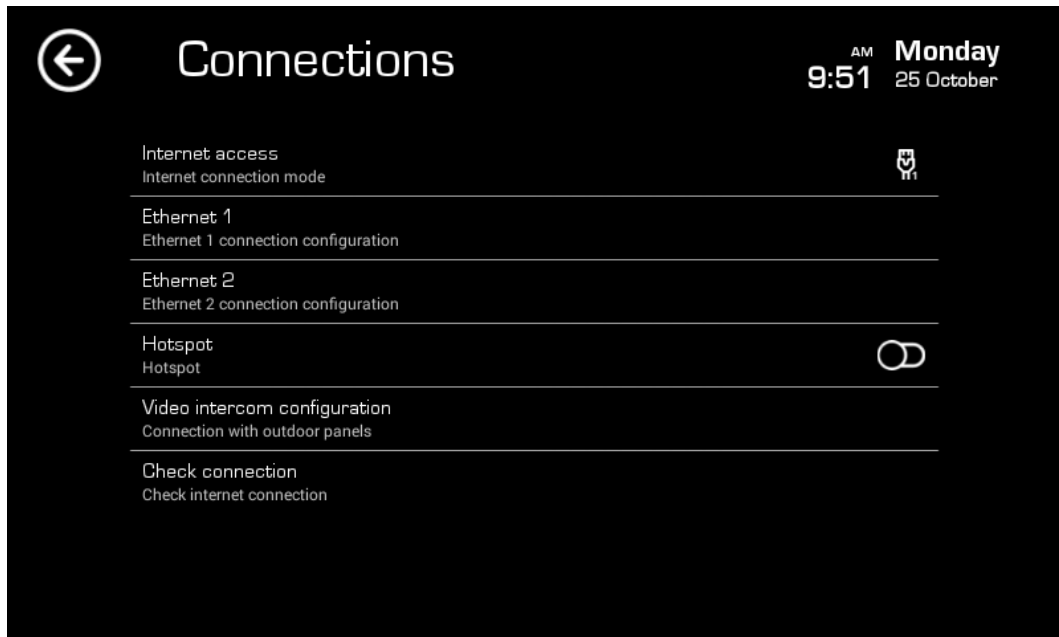 Connections
AM
9:51
Monday
25 October
Internet access
Internet connection mode
1
Ethernet 1
Ethernet 1 connection configuration
Ethernet 2
Ethernet 2 connection configuration
Hotspot
Hotspot
Video intercom configuration
Connection with outdoor panels
Check connection
Check internet connection